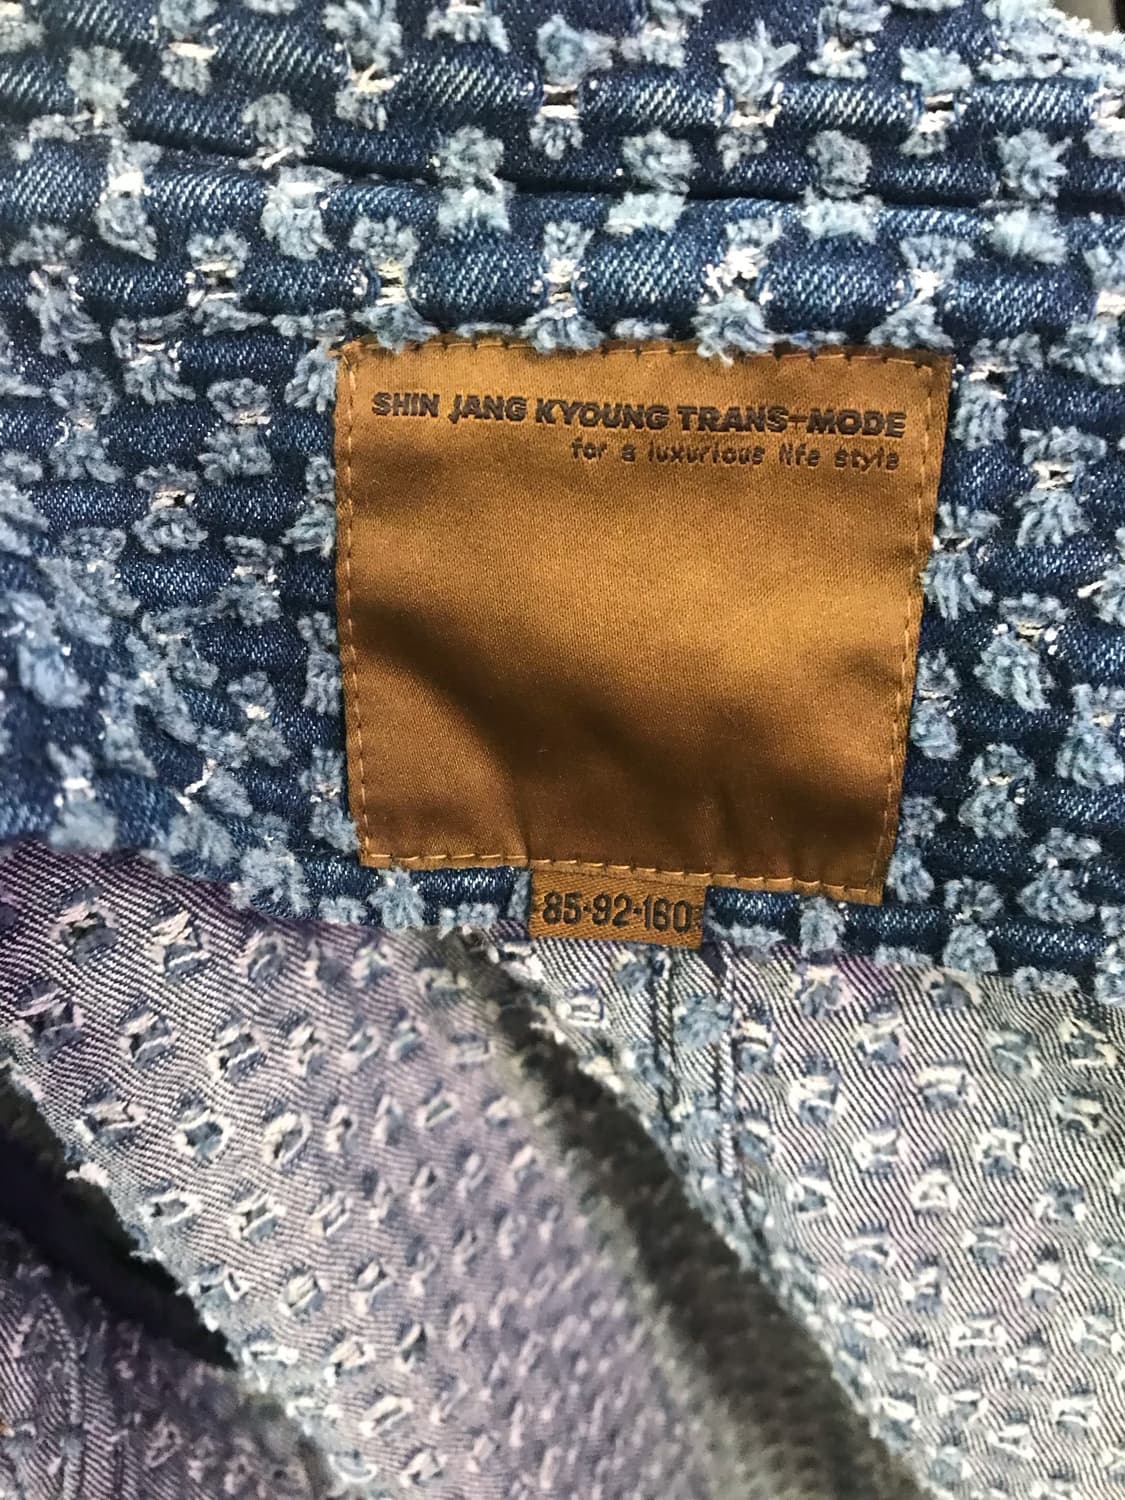 SHIN JANG KYOUNG TRANS-MODE
for a luxurious life style
85-92-160